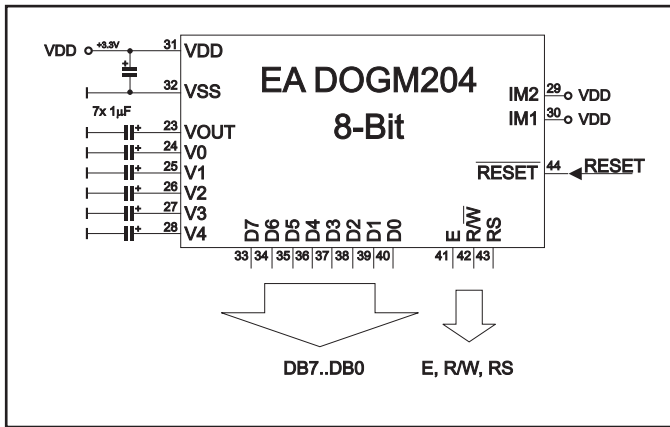 VDD +3.3V 31 VDD
32 VSS
7x 1µF
23 VOUT
24 V0
25 V1
26 V2
27 V3
28 V4
EA DOGM204
8-Bit
IM2 29 VDD
IM1 30 VDD
RESET 44 RESET
D7 D6 D5 D4 D3 D2 D1 D0
33 34 35 36 37 38 39 40
E R/W RS
41 42 43
DB7..DB0
E, R/W, RS